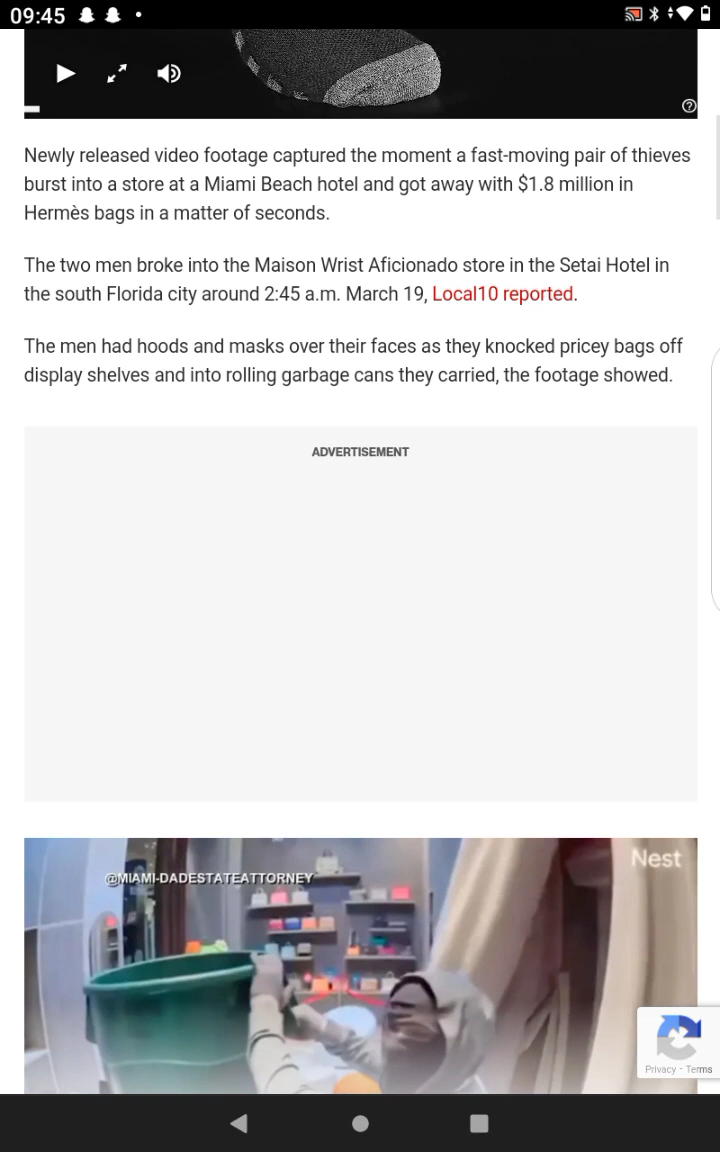 09:45
Newly released video footage captured the moment a fast-moving pair of thieves
burst into a store at a Miami Beach hotel and got away with $1.8 million in
Hermès bags in a matter of seconds.
The two men broke into the Maison Wrist Aficionado store in the Setai Hotel in
the south Florida city around 2:45 a.m. March 19, Local10 reported.
The men had hoods and masks over their faces as they knocked pricey bags off
display shelves and into rolling garbage cans they carried, the footage showed.
ADVERTISEMENT
Nest
@MIAMI-DADESTATEATTORNEY
Privacy - Terms